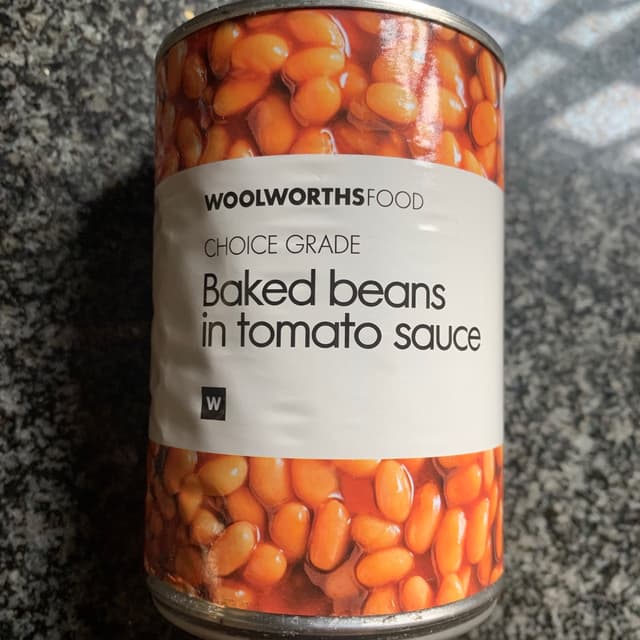 WOOLWORTHSFOOD
CHOICE GRADE
Baked beans
in tomato sauce
W